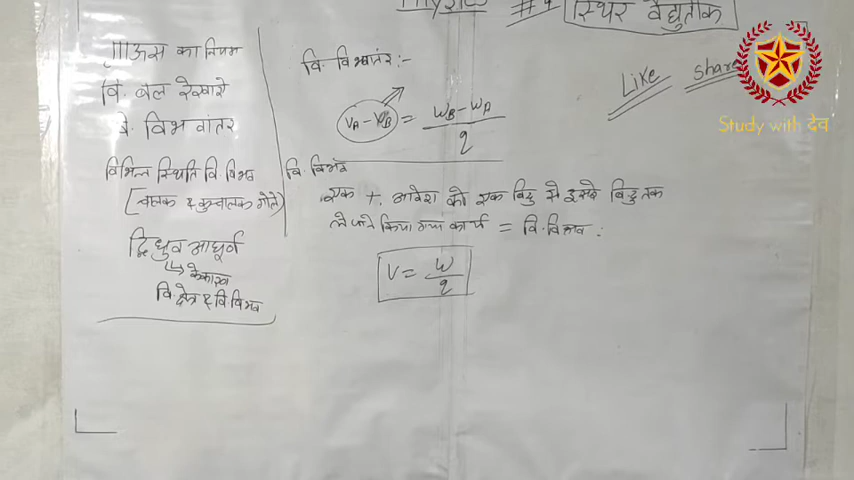 Physics #4 स्थिर वैद्युतीक
Like share
Study with देव
गाऊस का नियम
वि. बल रेखाये
वि. विभवांतर
विभिन्न स्थिति वि. विभव
[चालक & कुचालक गोले]
द्विध्रुव आघूर्ण
↳ के कारण
वि क्षेत्र & वि. विभव
वि. विभवांतर :-
VA - VB = WB - WA / q
वि. विभव
एक +. आवेश को एक बिंदु से दूसरे बिंदु तक
ले जाने किया गया कार्य = वि. विभव :
V = W / q